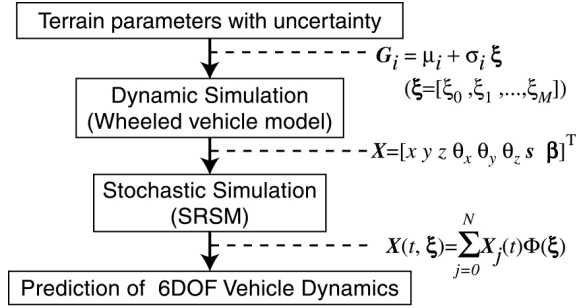 Terrain parameters with uncertainty
G_i = μ_i + σ_i ξ
(ξ=[ξ_0 ,ξ_1 ,...,ξ_M])
Dynamic Simulation
(Wheeled vehicle model)
X=[x y z θ_x θ_y θ_z s β]^T
Stochastic Simulation
(SRSM)
X(t, ξ)=∑_{j=0}^{N} X_j(t)Φ(ξ)
Prediction of 6DOF Vehicle Dynamics